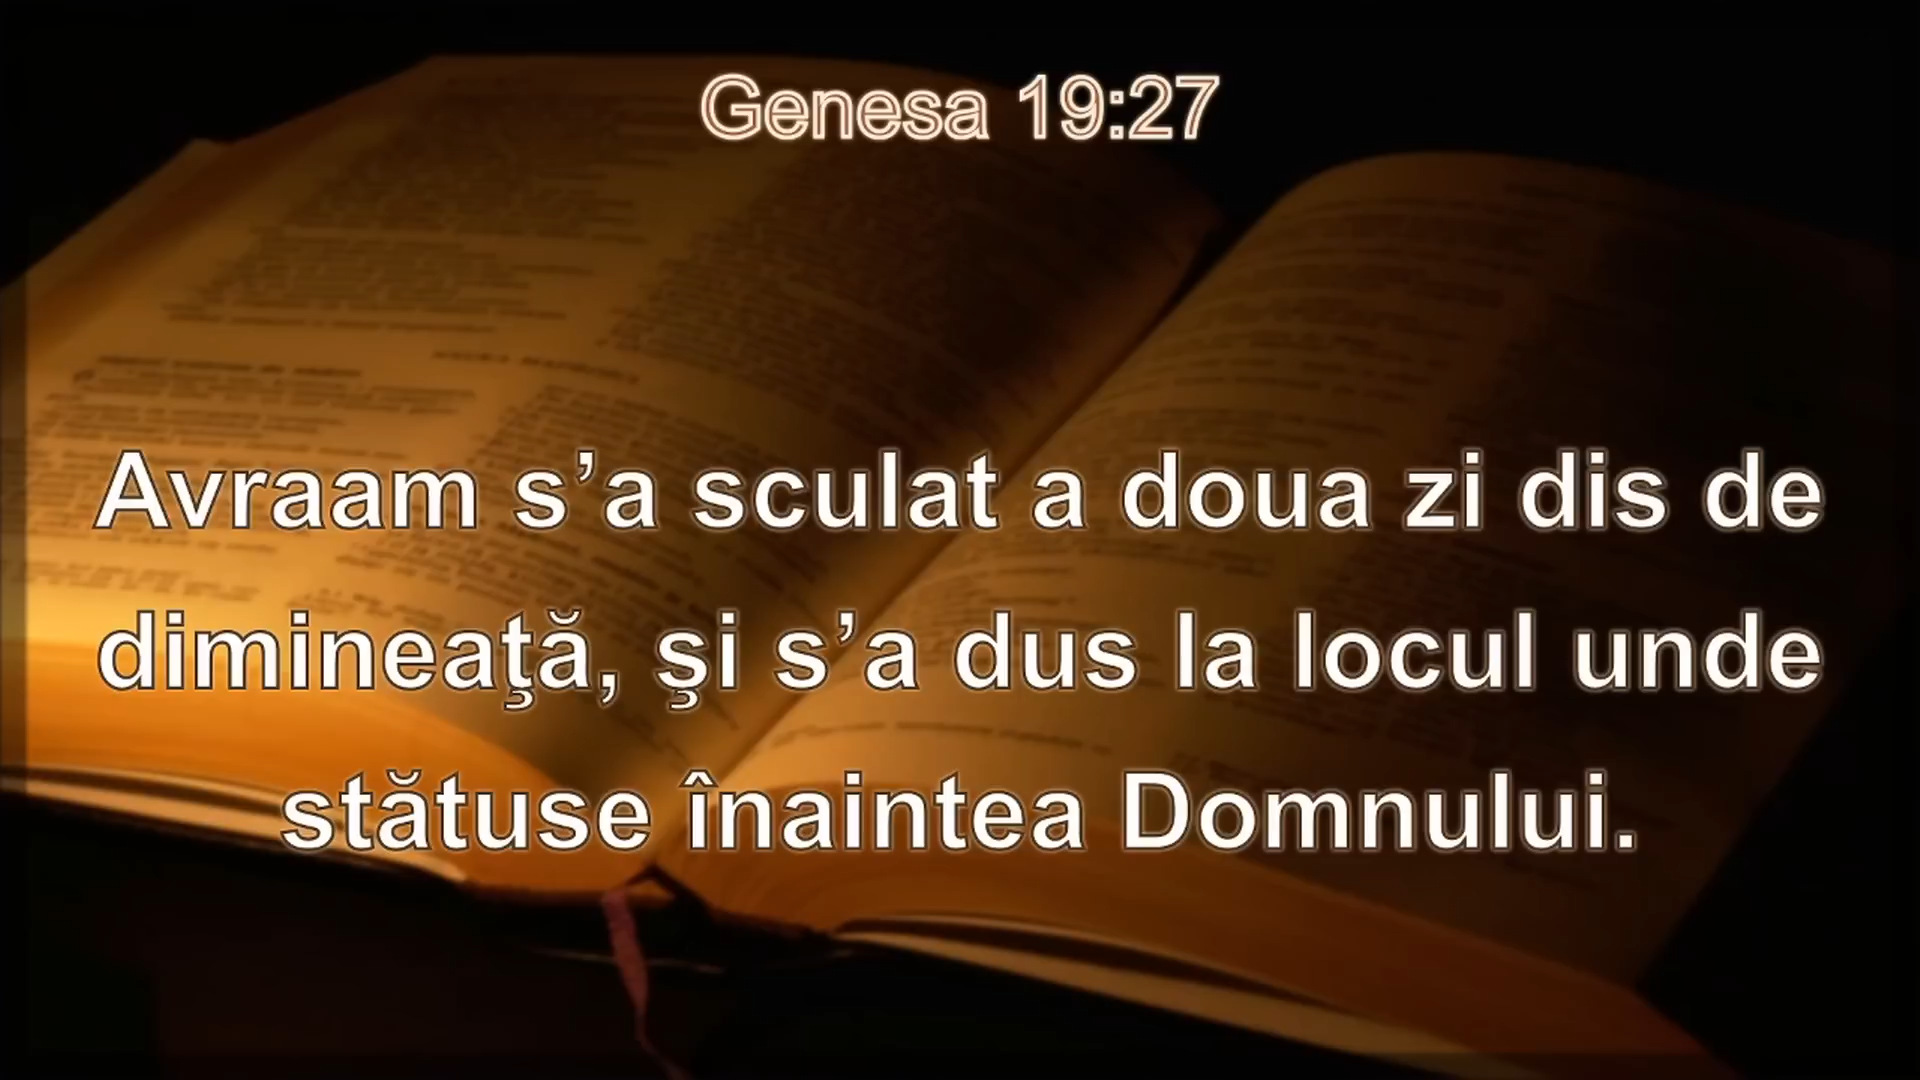 Genesa 19:27
Avraam s’a sculat a doua zi dis de
dimineaţă, şi s’a dus la locul unde
stătuse înaintea Domnului.